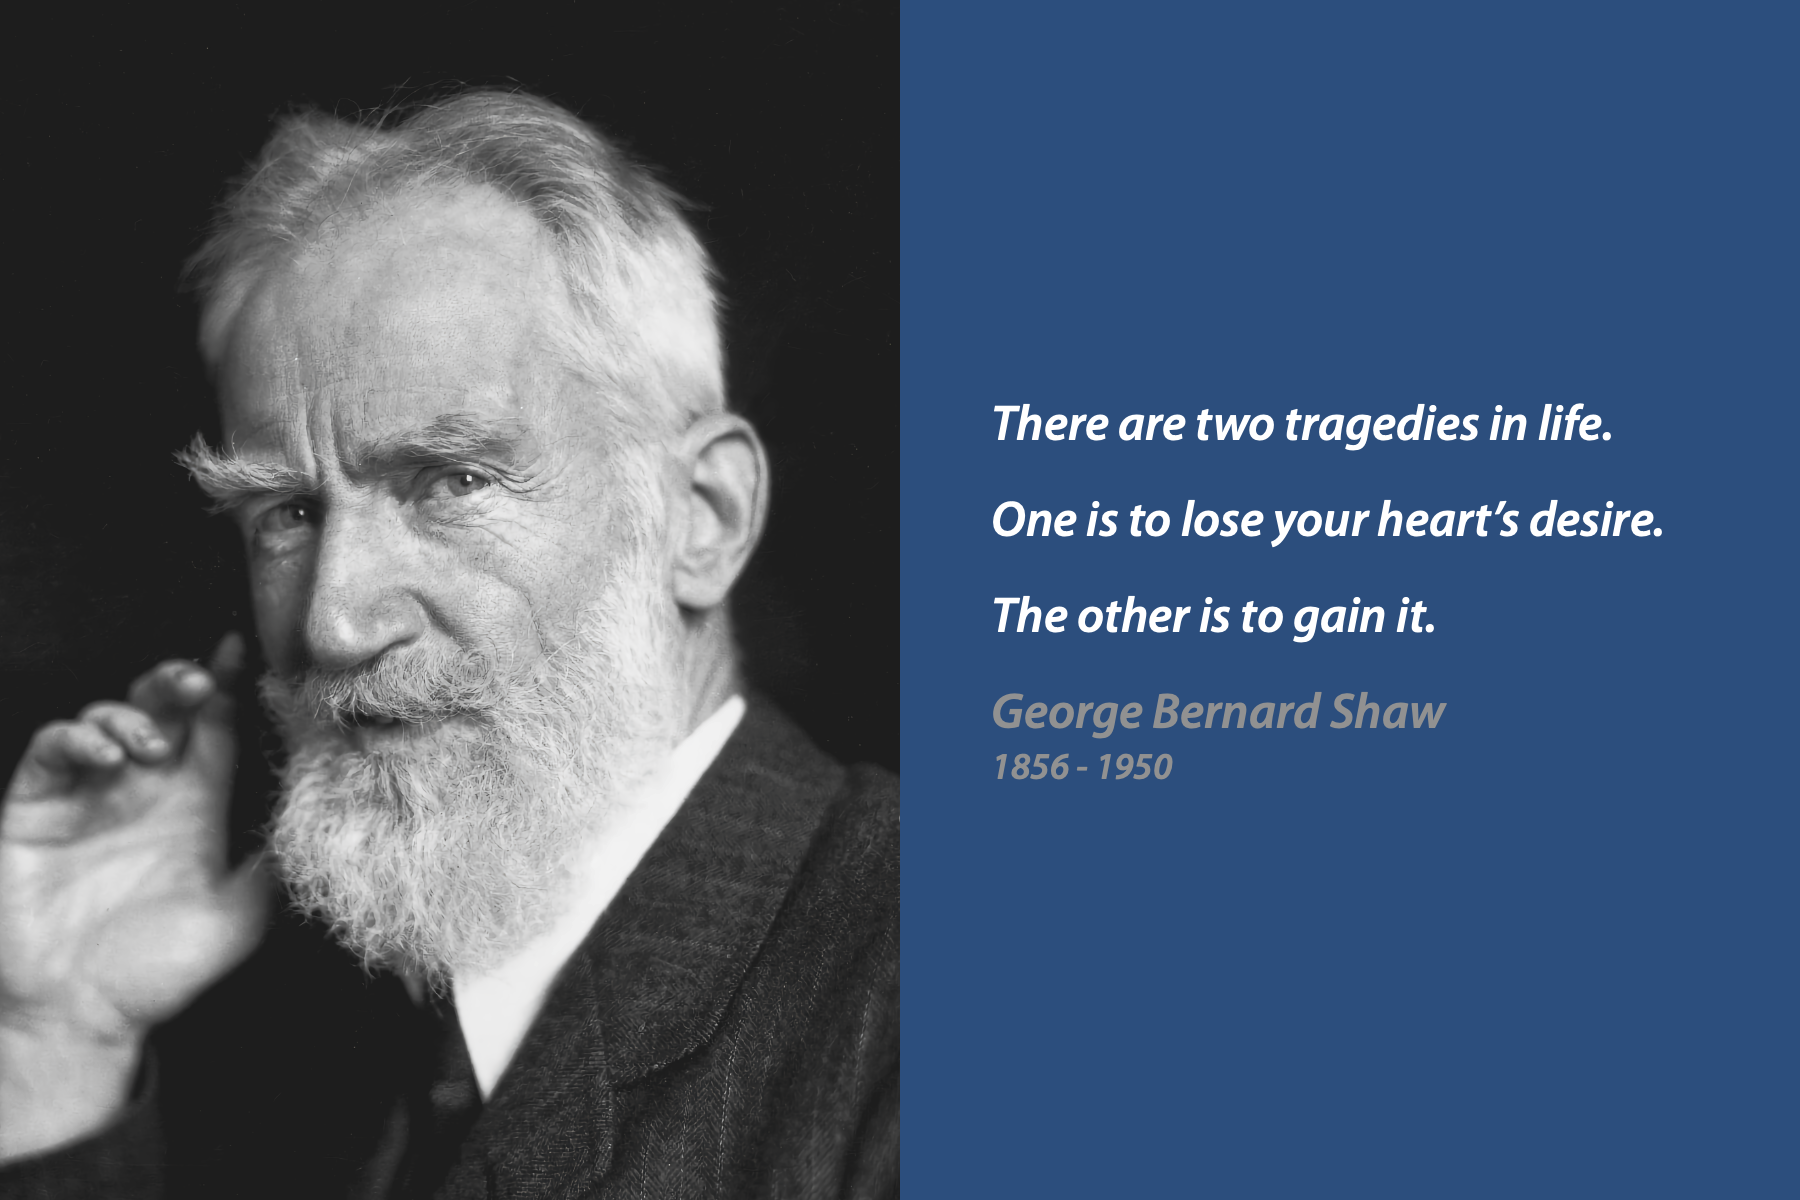 There are two tragedies in life.
One is to lose your heart’s desire.
The other is to gain it.
George Bernard Shaw
1856 - 1950